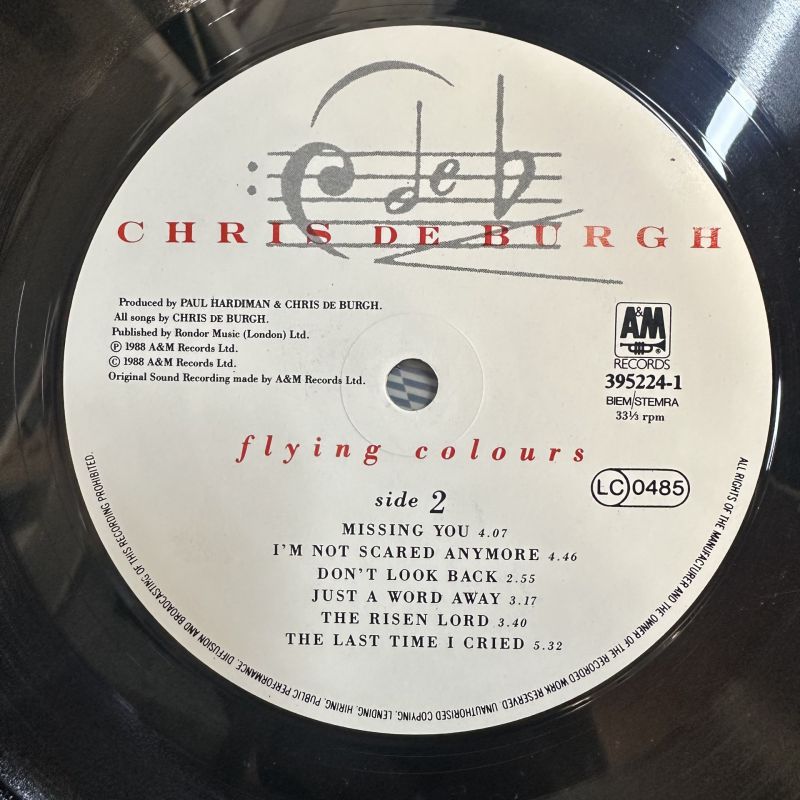 C de b
CHRIS DE BURGH
Produced by PAUL HARDIMAN & CHRIS DE BURGH.
All songs by CHRIS DE BURGH.
Published by Rondor Music (London) Ltd.
℗ 1988 A&M Records Ltd.
© 1988 A&M Records Ltd.
Original Sound Recording made by A&M Records Ltd.
A&M
RECORDS
395224-1
BIEM/STEMRA
33⅓ rpm
flying colours
LC 0485
side 2
MISSING YOU 4.07
I'M NOT SCARED ANYMORE 4.46
DON'T LOOK BACK 2.55
JUST A WORD AWAY 3.17
THE RISEN LORD 3.40
THE LAST TIME I CRIED 5.32
ALL RIGHTS OF THE MANUFACTURER AND THE OWNER OF THE RECORDED WORK RESERVED. UNAUTHORISED COPYING, LENDING, HIRING, PUBLIC PERFORMANCE, DIFFUSION AND BROADCASTING OF THIS RECORDING PROHIBITED.